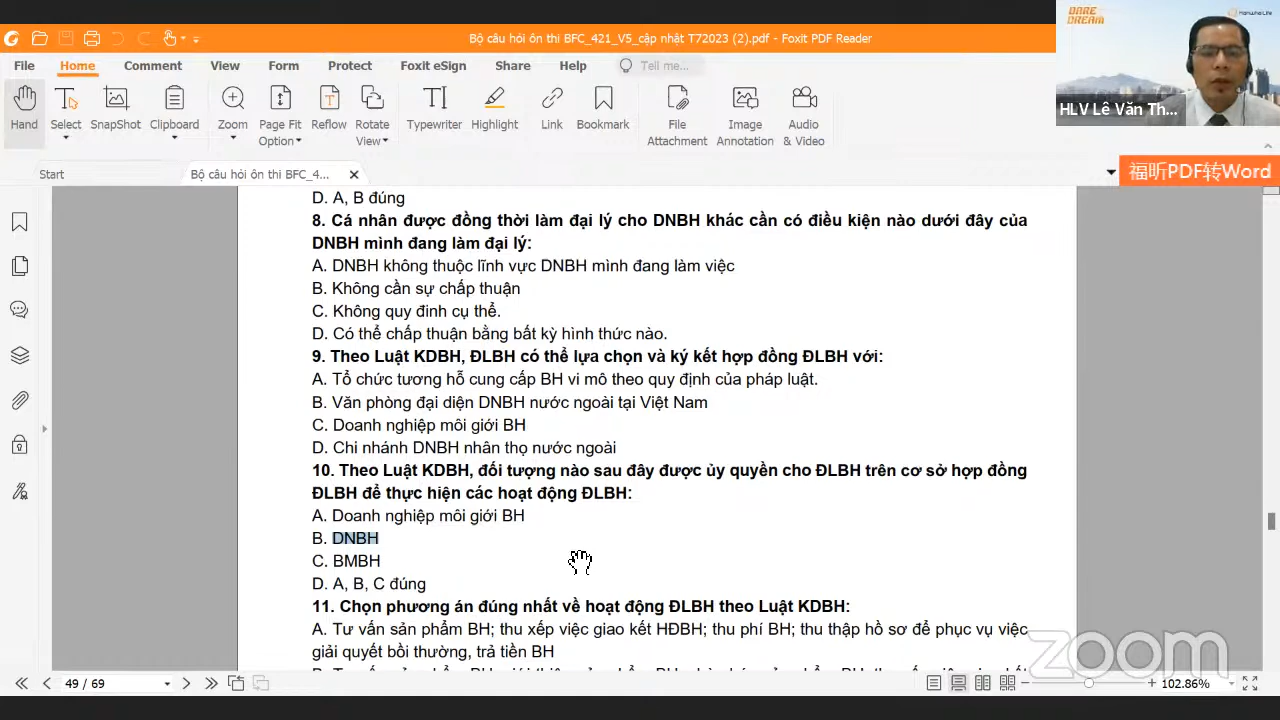 DARE DREAM
Hanwha Life
HLV Lê Văn Th...
Bộ câu hỏi ôn thi BFC_421_V5_cập nhật T72023 (2).pdf - Foxit PDF Reader
File Home Comment View Form Protect Foxit eSign Share Help Tell me...
Hand Select SnapShot Clipboard Zoom Page Fit Option Reflow Rotate View Typewriter Highlight Link Bookmark File Attachment Image Annotation Audio & Video
Start Bộ câu hỏi ôn thi BFC_4...
福昕PDF转Word
D. A, B đúng
8. Cá nhân được đồng thời làm đại lý cho DNBH khác cần có điều kiện nào dưới đây của
DNBH mình đang làm đại lý:
A. DNBH không thuộc lĩnh vực DNBH mình đang làm việc
B. Không cần sự chấp thuận
C. Không quy đinh cụ thể.
D. Có thể chấp thuận bằng bất kỳ hình thức nào.
9. Theo Luật KDBH, ĐLBH có thể lựa chọn và ký kết hợp đồng ĐLBH với:
A. Tổ chức tương hỗ cung cấp BH vi mô theo quy định của pháp luật.
B. Văn phòng đại diện DNBH nước ngoài tại Việt Nam
C. Doanh nghiệp môi giới BH
D. Chi nhánh DNBH nhân thọ nước ngoài
10. Theo Luật KDBH, đối tượng nào sau đây được ủy quyền cho ĐLBH trên cơ sở hợp đồng
ĐLBH để thực hiện các hoạt động ĐLBH:
A. Doanh nghiệp môi giới BH
B. DNBH
C. BMBH
D. A, B, C đúng
11. Chọn phương án đúng nhất về hoạt động ĐLBH theo Luật KDBH:
A. Tư vấn sản phẩm BH; thu xếp việc giao kết HĐBH; thu phí BH; thu thập hồ sơ để phục vụ việc
giải quyết bồi thường, trả tiền BH
49 / 69
102.86%
zoom